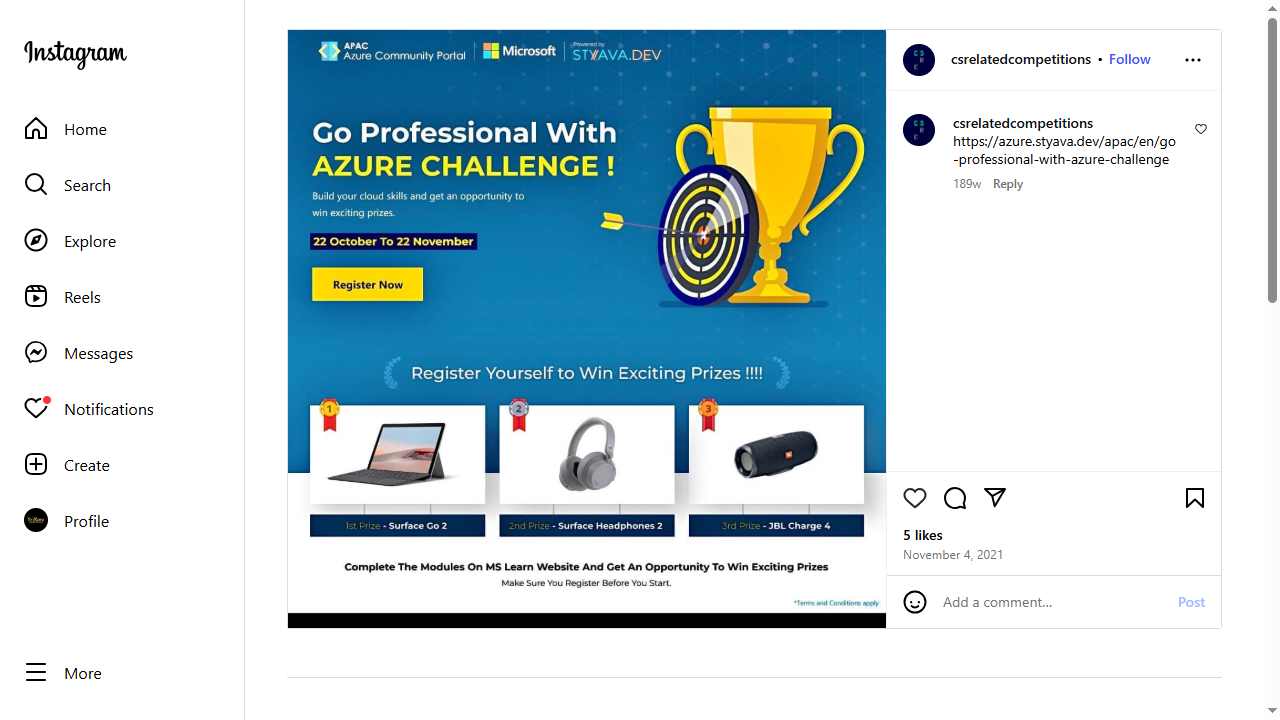 Instagram
Home
Search
Explore
Reels
Messages
Notifications
Create
Profile
More
APAC
Azure Community Portal
Microsoft
Powered by
STYAVA.DEV
Go Professional With
AZURE CHALLENGE !
Build your cloud skills and get an opportunity to
win exciting prizes.
22 October To 22 November
Register Now
Register Yourself to Win Exciting Prizes !!!!
1
2
3
JBL
1st Prize - Surface Go 2
2nd Prize - Surface Headphones 2
3rd Prize - JBL Charge 4
Complete The Modules On MS Learn Website And Get An Opportunity To Win Exciting Prizes
Make Sure You Register Before You Start.
*Terms and Conditions apply
csrelatedcompetitions • Follow
csrelatedcompetitions
https://azure.styava.dev/apac/en/go
-professional-with-azure-challenge
189w Reply
5 likes
November 4, 2021
Add a comment...
Post